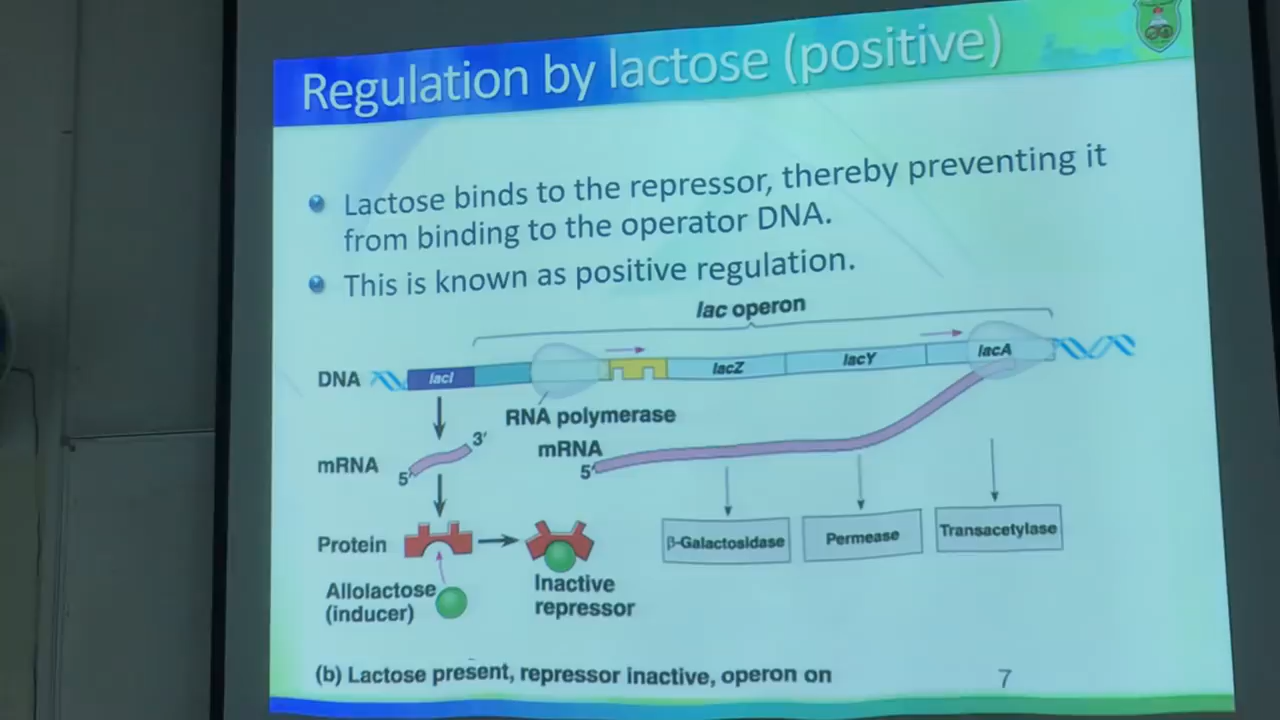 Regulation by lactose (positive)
Lactose binds to the repressor, thereby preventing it
from binding to the operator DNA.
This is known as positive regulation.
lac operon
DNA
lacI
lacZ
lacY
lacA
RNA polymerase
mRNA
5'
3'
mRNA
5'
Protein
β-Galactosidase
Permease
Transacetylase
Allolactose
(inducer)
Inactive
repressor
(b) Lactose present, repressor inactive, operon on
7